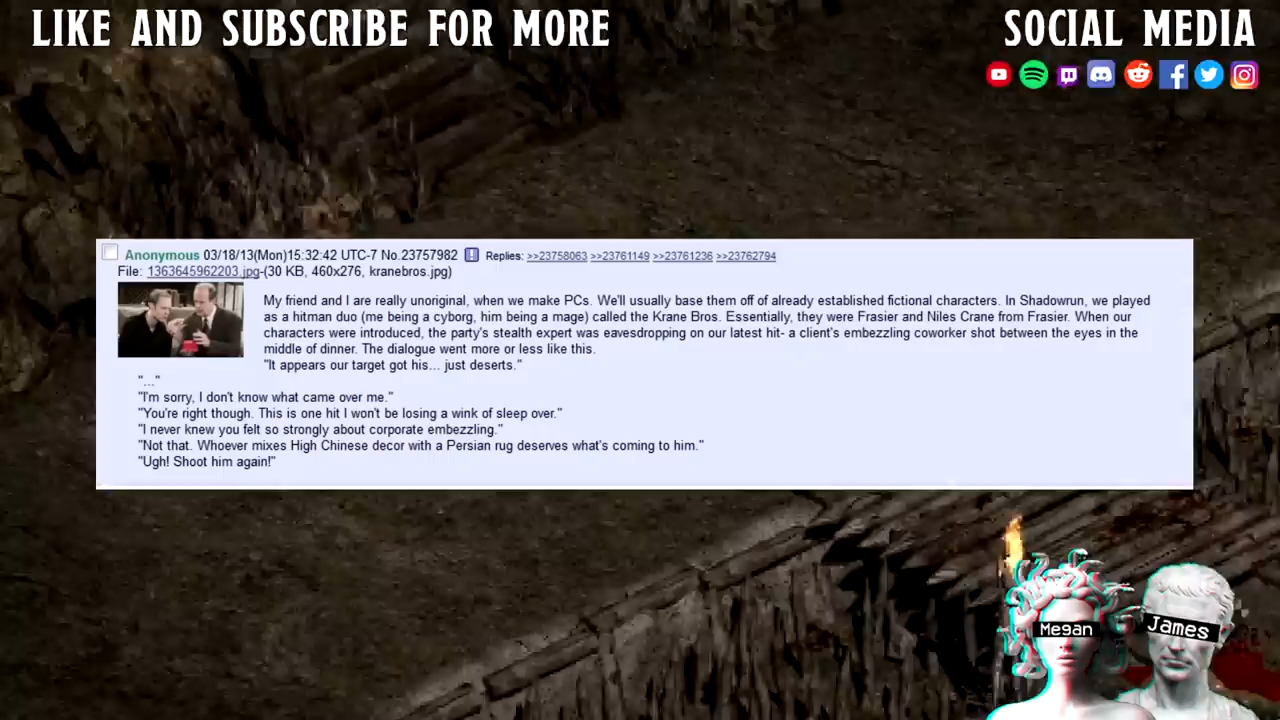 LIKE AND SUBSCRIBE FOR MORE
SOCIAL MEDIA
Anonymous 03/18/13(Mon)15:32:42 UTC-7 No.23757982 Replies: >>23758063 >>23761149 >>23761236 >>23762794
File: 1363645962203.jpg-(30 KB, 460x276, kranebros.jpg)
My friend and I are really unoriginal, when we make PCs. We'll usually base them off of already established fictional characters. In Shadowrun, we played
as a hitman duo (me being a cyborg, him being a mage) called the Krane Bros. Essentially, they were Frasier and Niles Crane from Frasier. When our
characters were introduced, the party's stealth expert was eavesdropping on our latest hit- a client's embezzling coworker shot between the eyes in the
middle of dinner. The dialogue went more or less like this.
"It appears our target got his... just deserts."
"..."
"I'm sorry, I don't know what came over me."
"You're right though. This is one hit I won't be losing a wink of sleep over."
"I never knew you felt so strongly about corporate embezzling."
"Not that. Whoever mixes High Chinese decor with a Persian rug deserves what's coming to him."
"Ugh! Shoot him again!"
Megan
James